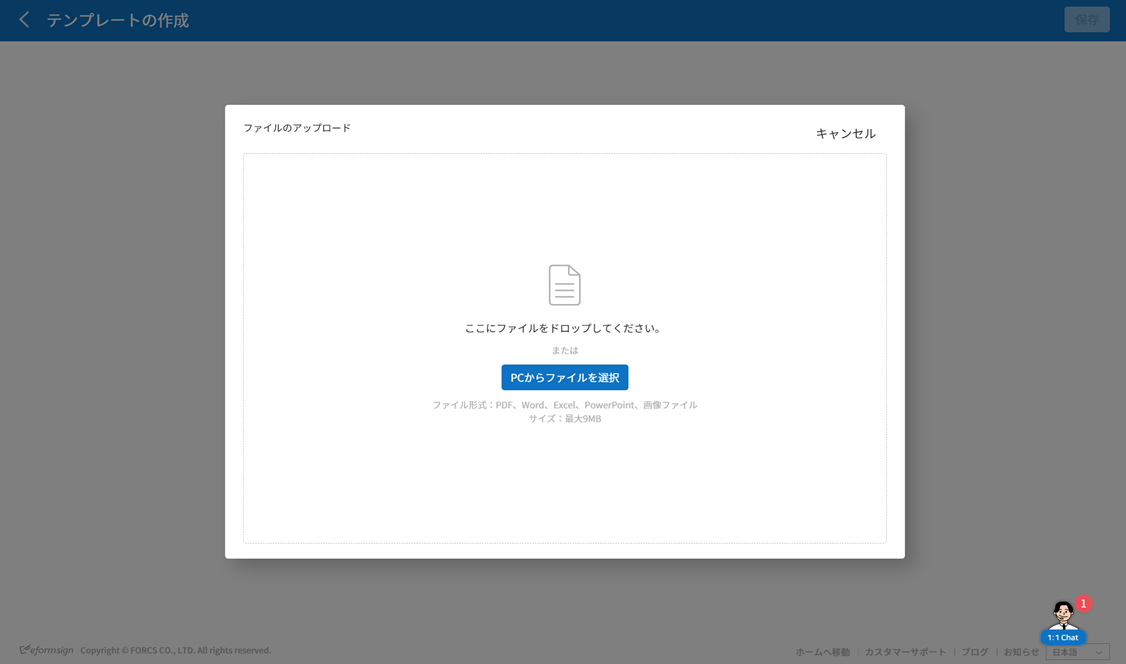 テンプレートの作成
保存
ファイルのアップロード
キャンセル
ここにファイルをドロップしてください。
または
PCからファイルを選択
ファイル形式：PDF、Word、Excel、PowerPoint、画像ファイル
サイズ：最大9MB
1
1:1 Chat
eformsign Copyright © FORCS CO., LTD. All rights reserved.
ホームへ移動 | カスタマーサポート | ブログ | お知らせ 日本語